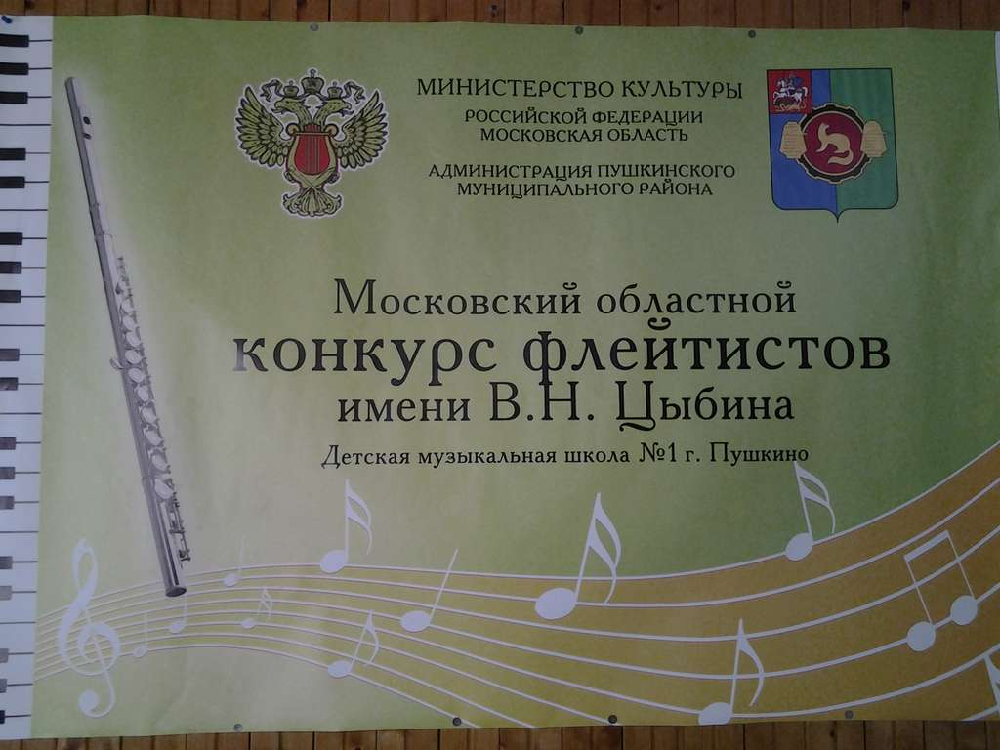 МИНИСТЕРСТВО КУЛЬТУРЫ
РОССИЙСКОЙ ФЕДЕРАЦИИ
МОСКОВСКАЯ ОБЛАСТЬ
АДМИНИСТРАЦИЯ ПУШКИНСКОГО
МУНИЦИПАЛЬНОГО РАЙОНА
Московский областной
конкурс флейтистов
имени В.Н. Цыбина
Детская музыкальная школа №1 г. Пушкино